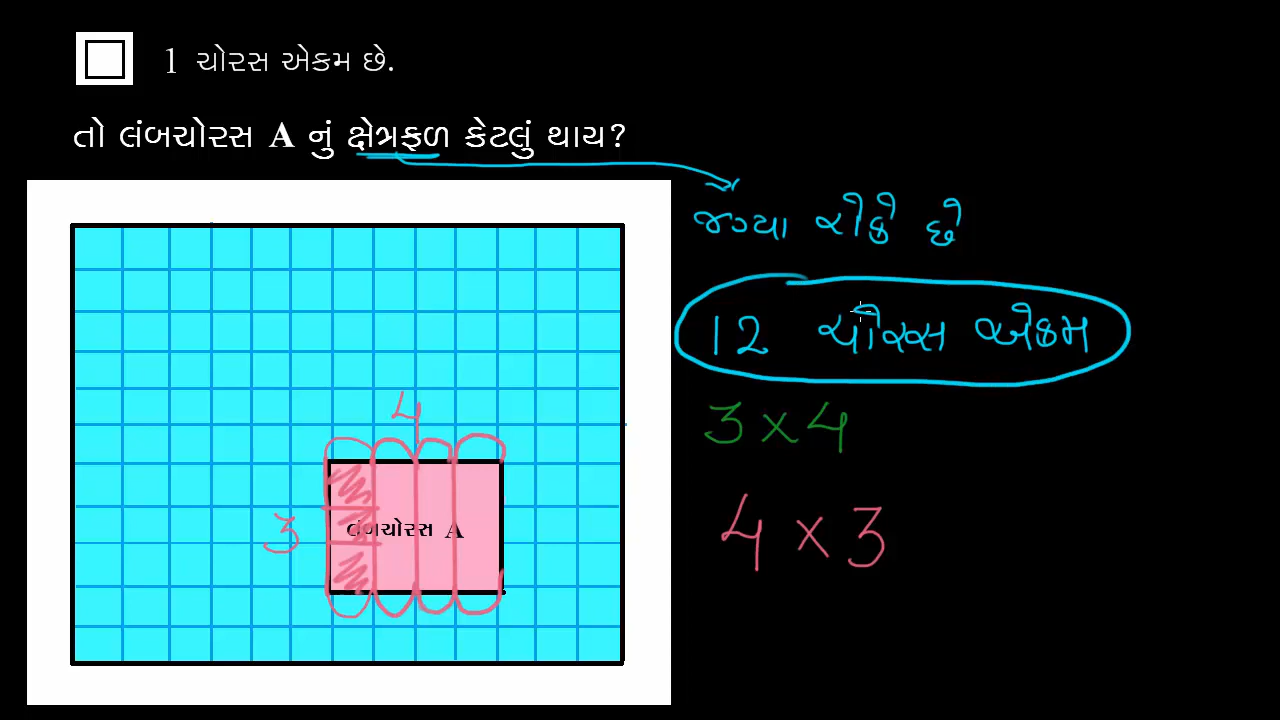 1 ચોરસ એકમ છે.
તો લંબચોરસ A નું ક્ષેત્રફળ કેટલું થાય?
જગ્યા રોકે છે
12 ચોરસ એકમ
3 × 4
4
3
લંબચોરસ A
4 × 3